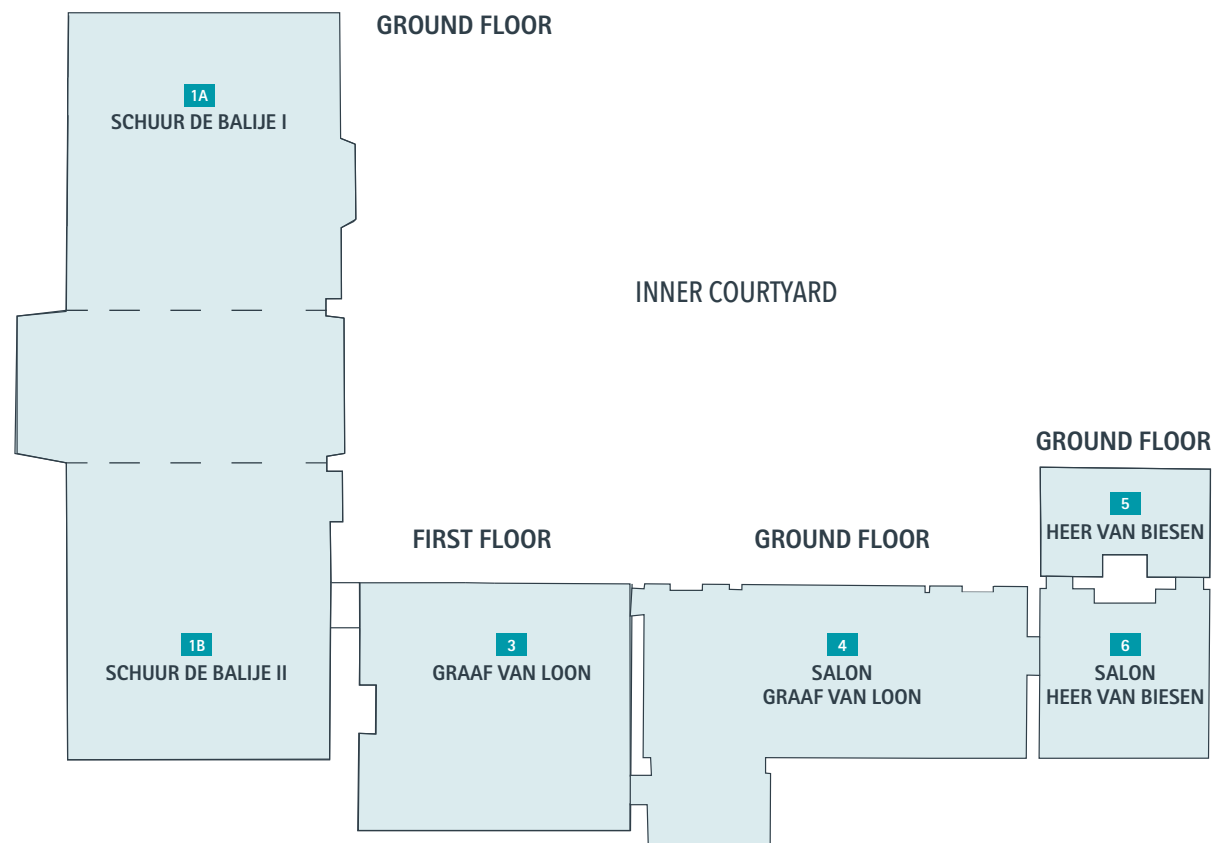 GROUND FLOOR
1A
SCHUUR DE BALIJE I
INNER COURTYARD
GROUND FLOOR
5
HEER VAN BIESEN
FIRST FLOOR
GROUND FLOOR
1B
SCHUUR DE BALIJE II
3
GRAAF VAN LOON
4
SALON
GRAAF VAN LOON
6
SALON
HEER VAN BIESEN